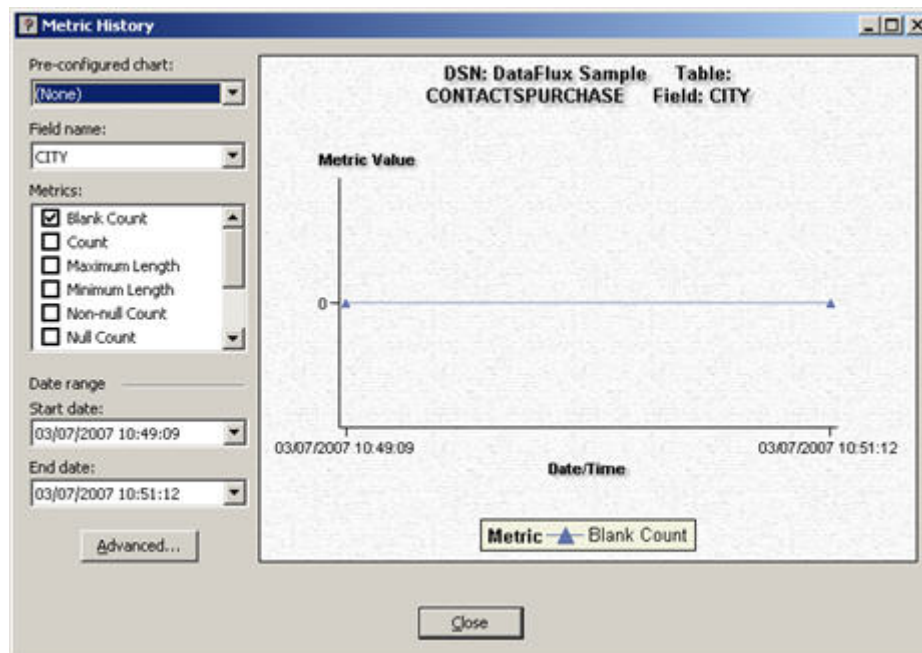 Metric History
Pre-configured chart:
(None)
Field name:
CITY
Metrics:
Blank Count
Count
Maximum Length
Minimum Length
Non-null Count
Null Count
Date range
Start date:
03/07/2007 10:49:09
End date:
03/07/2007 10:51:12
Advanced...
DSN: DataFlux Sample Table:
CONTACTSPURCHASE Field: CITY
Metric Value
0
03/07/2007 10:49:09 03/07/2007 10:51:12
Date/Time
Metric Blank Count
Close